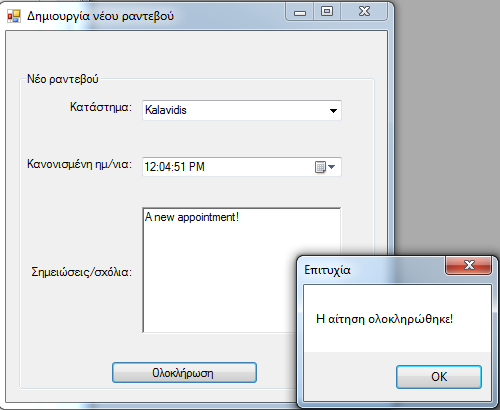 Δημιουργία νέου ραντεβού
Νέο ραντεβού
Κατάστημα:
Kalavidis
Κανονισμένη ημ/νια:
12:04:51 PM
Σημειώσεις/σχόλια:
A new appointment!
Ολοκλήρωση
Επιτυχία
Η αίτηση ολοκληρώθηκε!
OK